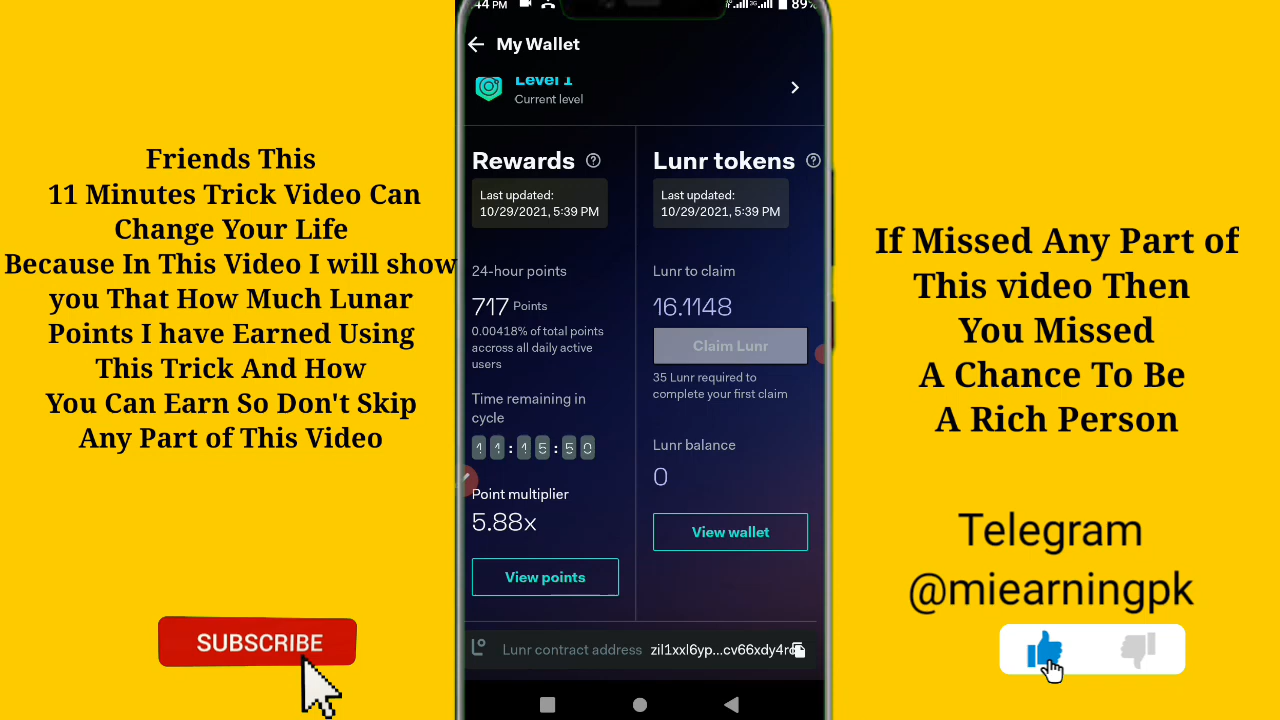 Friends This
11 Minutes Trick Video Can
Change Your Life
Because In This Video I will show
you That How Much Lunar
Points I have Earned Using
This Trick And How
You Can Earn So Don't Skip
Any Part of This Video
SUBSCRIBE
44 PM
89%
My Wallet
Level 1
Current level
Rewards
Last updated:
10/29/2021, 5:39 PM
24-hour points
717 Points
0.00418% of total points
accross all daily active
users
Time remaining in
cycle
11:15:50
Point multiplier
5.88x
View points
Lunr tokens
Last updated:
10/29/2021, 5:39 PM
Lunr to claim
16.1148
Claim Lunr
35 Lunr required to
complete your first claim
Lunr balance
0
View wallet
Lunr contract address zil1xxl6yp...cv66xdy4r
If Missed Any Part of
This video Then
You Missed
A Chance To Be
A Rich Person
Telegram
@miearningpk